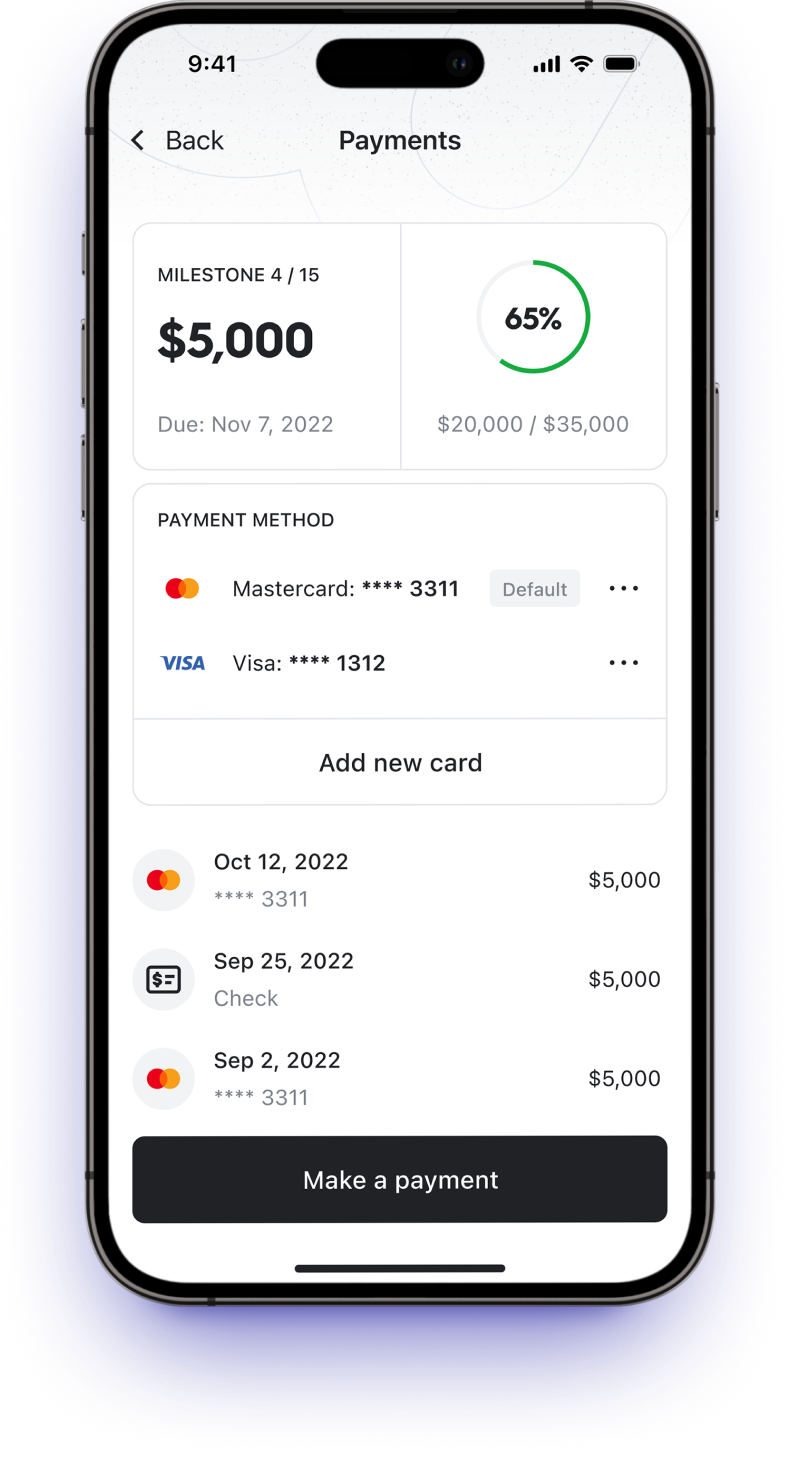 9:41
Back
Payments
MILESTONE 4 / 15
$5,000
Due: Nov 7, 2022
65%
$20,000 / $35,000
PAYMENT METHOD
Mastercard: **** 3311 Default
VISA Visa: **** 1312
Add new card
Oct 12, 2022
**** 3311
$5,000
Sep 25, 2022
Check
$5,000
Sep 2, 2022
**** 3311
$5,000
Make a payment